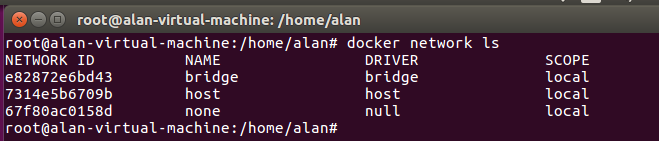 root@alan-virtual-machine: /home/alan
root@alan-virtual-machine:/home/alan# docker network ls
NETWORK ID          NAME                DRIVER              SCOPE
e82872e6bd43        bridge              bridge              local
7314e5b6709b        host                host                local
67f80ac0158d        none                null                local
root@alan-virtual-machine:/home/alan#